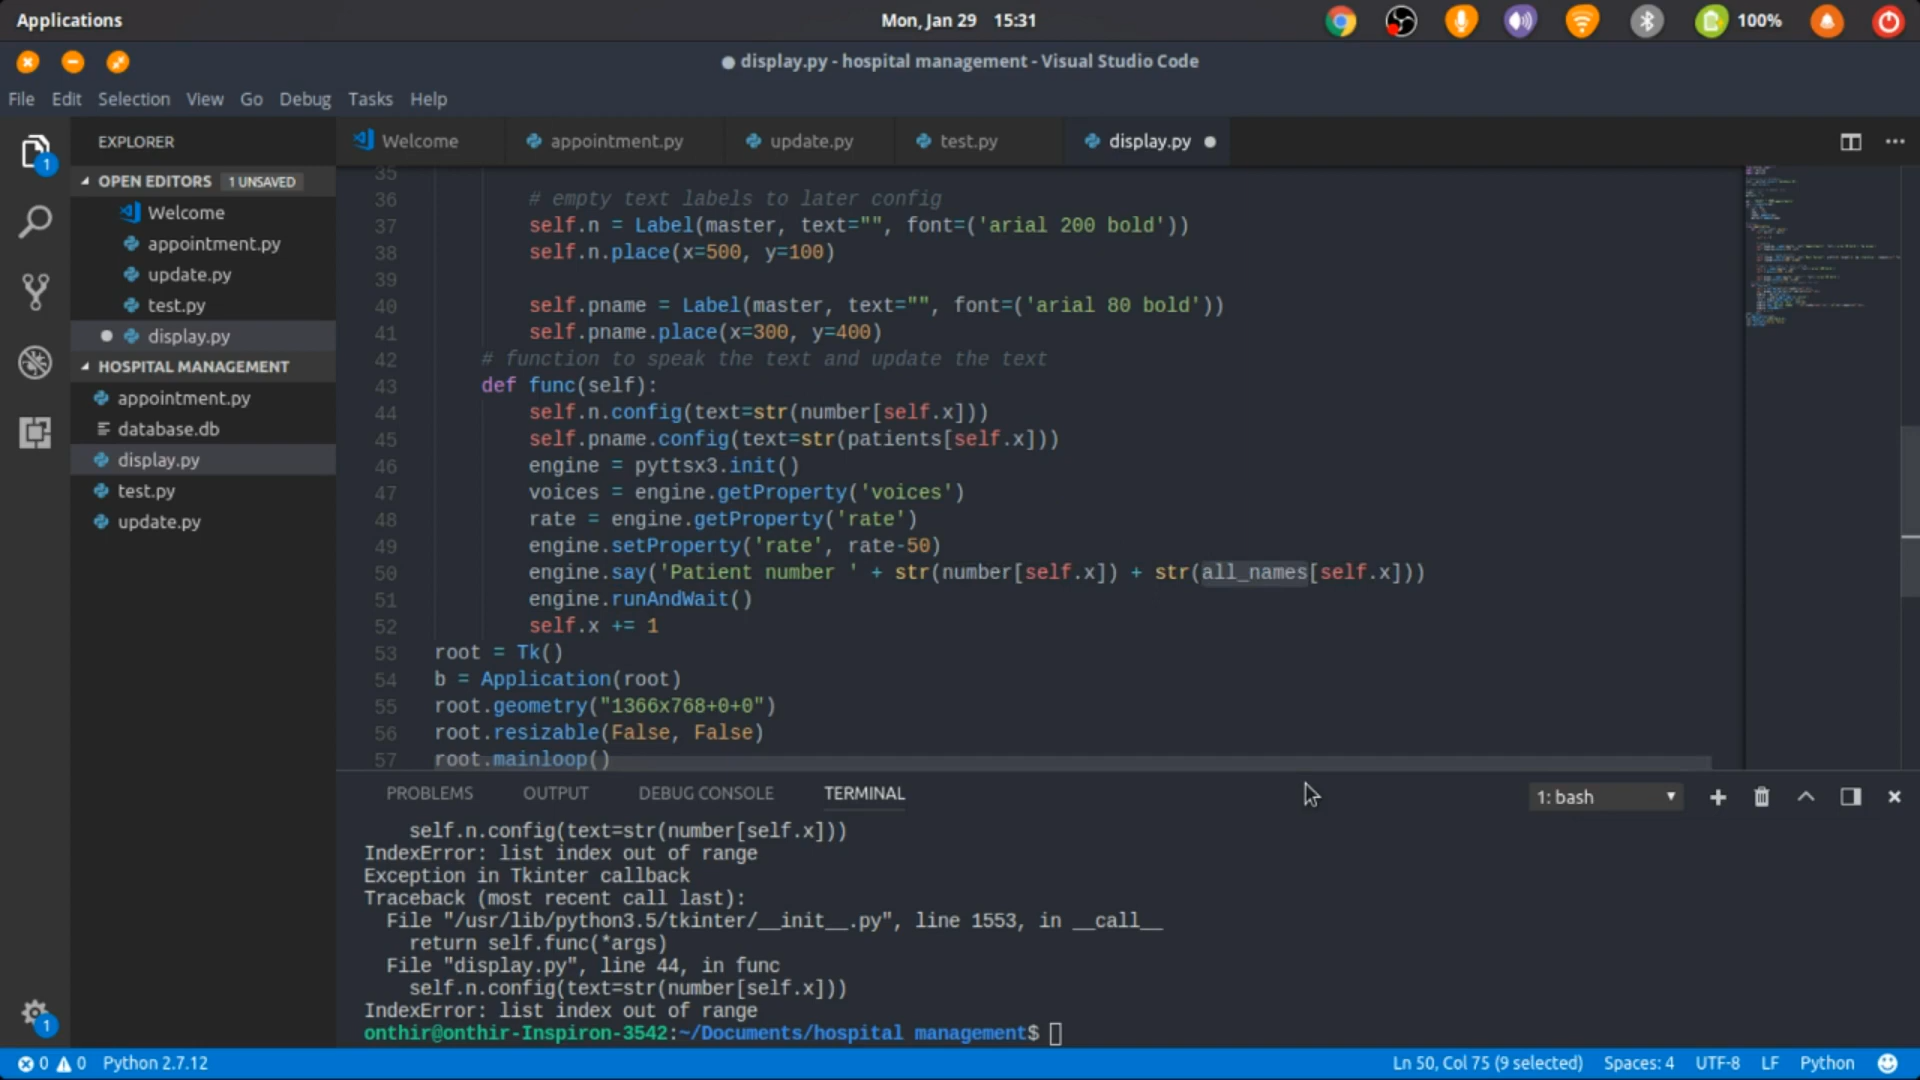 Applications
Mon, Jan 29 15:31
100%
● display.py - hospital management - Visual Studio Code
File Edit Selection View Go Debug Tasks Help
EXPLORER
Welcome
appointment.py
update.py
test.py
display.py ●
OPEN EDITORS 1 UNSAVED
Welcome
appointment.py
update.py
test.py
● display.py
HOSPITAL MANAGEMENT
appointment.py
database.db
display.py
test.py
update.py
1
35
36 # empty text labels to later config
37 self.n = Label(master, text="", font=('arial 200 bold'))
38 self.n.place(x=500, y=100)
39
40 self.pname = Label(master, text="", font=('arial 80 bold'))
41 self.pname.place(x=300, y=400)
42 # function to speak the text and update the text
43 def func(self):
44 self.n.config(text=str(number[self.x]))
45 self.pname.config(text=str(patients[self.x]))
46 engine = pyttsx3.init()
47 voices = engine.getProperty('voices')
48 rate = engine.getProperty('rate')
49 engine.setProperty('rate', rate-50)
50 engine.say('Patient number ' + str(number[self.x]) + str(all_names[self.x]))
51 engine.runAndWait()
52 self.x += 1
53 root = Tk()
54 b = Application(root)
55 root.geometry("1366x768+0+0")
56 root.resizable(False, False)
57 root.mainloop()
PROBLEMS OUTPUT DEBUG CONSOLE TERMINAL
1: bash
self.n.config(text=str(number[self.x]))
IndexError: list index out of range
Exception in Tkinter callback
Traceback (most recent call last):
File "/usr/lib/python3.5/tkinter/__init__.py", line 1553, in __call__
return self.func(*args)
File "display.py", line 44, in func
self.n.config(text=str(number[self.x]))
IndexError: list index out of range
onthir@onthir-Inspiron-3542:~/Documents/hospital management$
1
0 0 Python 2.7.12
Ln 50, Col 75 (9 selected) Spaces: 4 UTF-8 LF Python